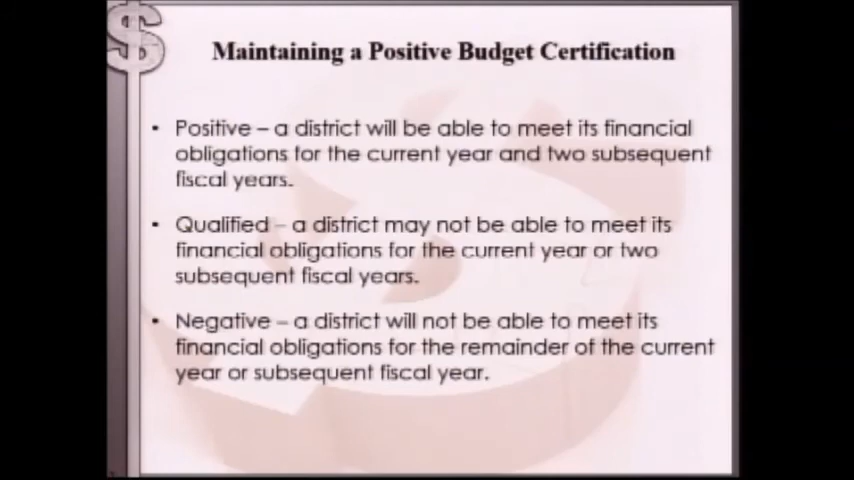 Maintaining a Positive Budget Certification
• Positive – a district will be able to meet its financial
obligations for the current year and two subsequent
fiscal years.
• Qualified – a district may not be able to meet its
financial obligations for the current year or two
subsequent fiscal years.
• Negative – a district will not be able to meet its
financial obligations for the remainder of the current
year or subsequent fiscal year.